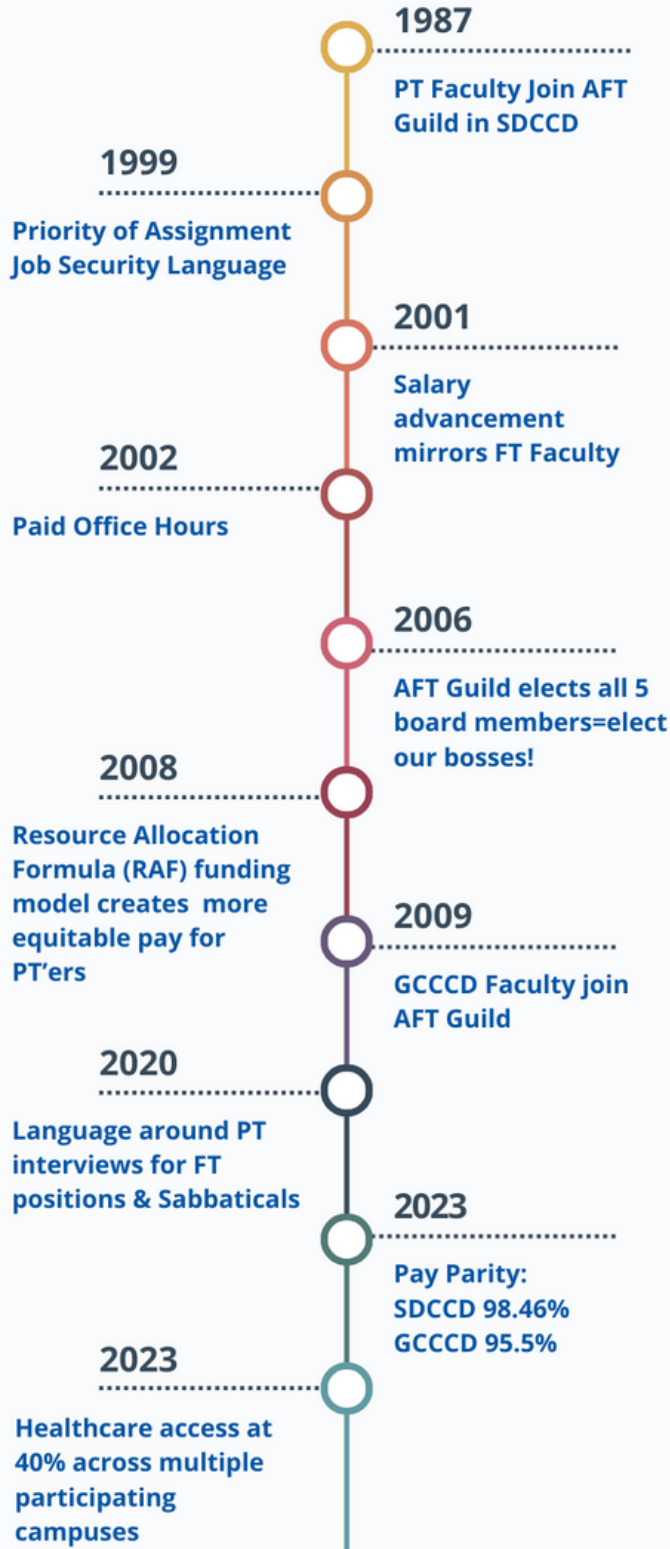 1987
PT Faculty Join AFT
Guild in SDCCD
1999
Priority of Assignment
Job Security Language
2001
Salary
advancement
mirrors FT Faculty
2002
Paid Office Hours
2006
AFT Guild elects all 5
board members=elect
our bosses!
2008
Resource Allocation
Formula (RAF) funding
model creates  more
equitable pay for
PT’ers
2009
GCCCD Faculty join
AFT Guild
2020
Language around PT
interviews for FT
positions & Sabbaticals
2023
Pay Parity:
SDCCD 98.46%
GCCCD 95.5%
2023
Healthcare access at
40% across multiple
participating
campuses